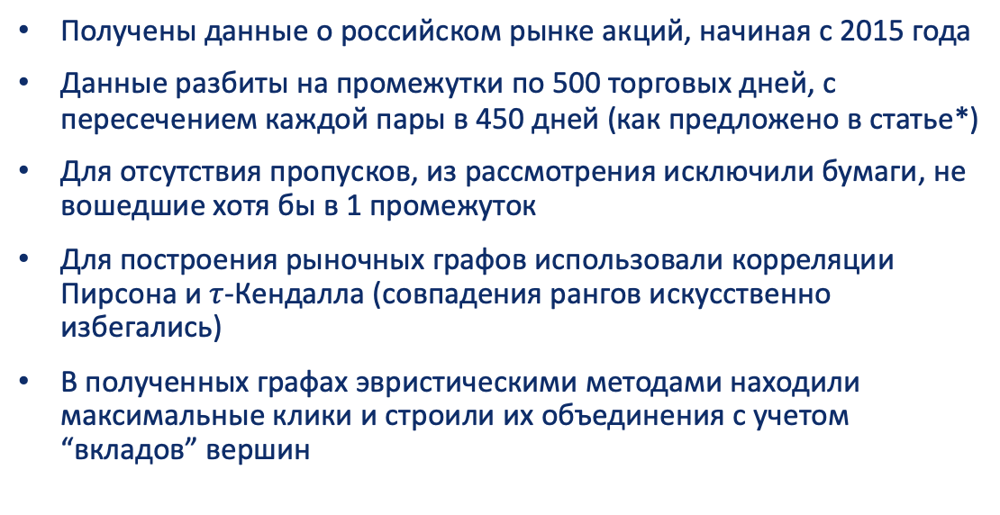 • Получены данные о российском рынке акций, начиная с 2015 года
• Данные разбиты на промежутки по 500 торговых дней, с
пересечением каждой пары в 450 дней (как предложено в статье*)
• Для отсутствия пропусков, из рассмотрения исключили бумаги, не
вошедшие хотя бы в 1 промежуток
• Для построения рыночных графов использовали корреляции
Пирсона и 𝜏-Кендалла (совпадения рангов искусственно
избегались)
• В полученных графах эвристическими методами находили
максимальные клики и строили их объединения с учетом
“вкладов” вершин